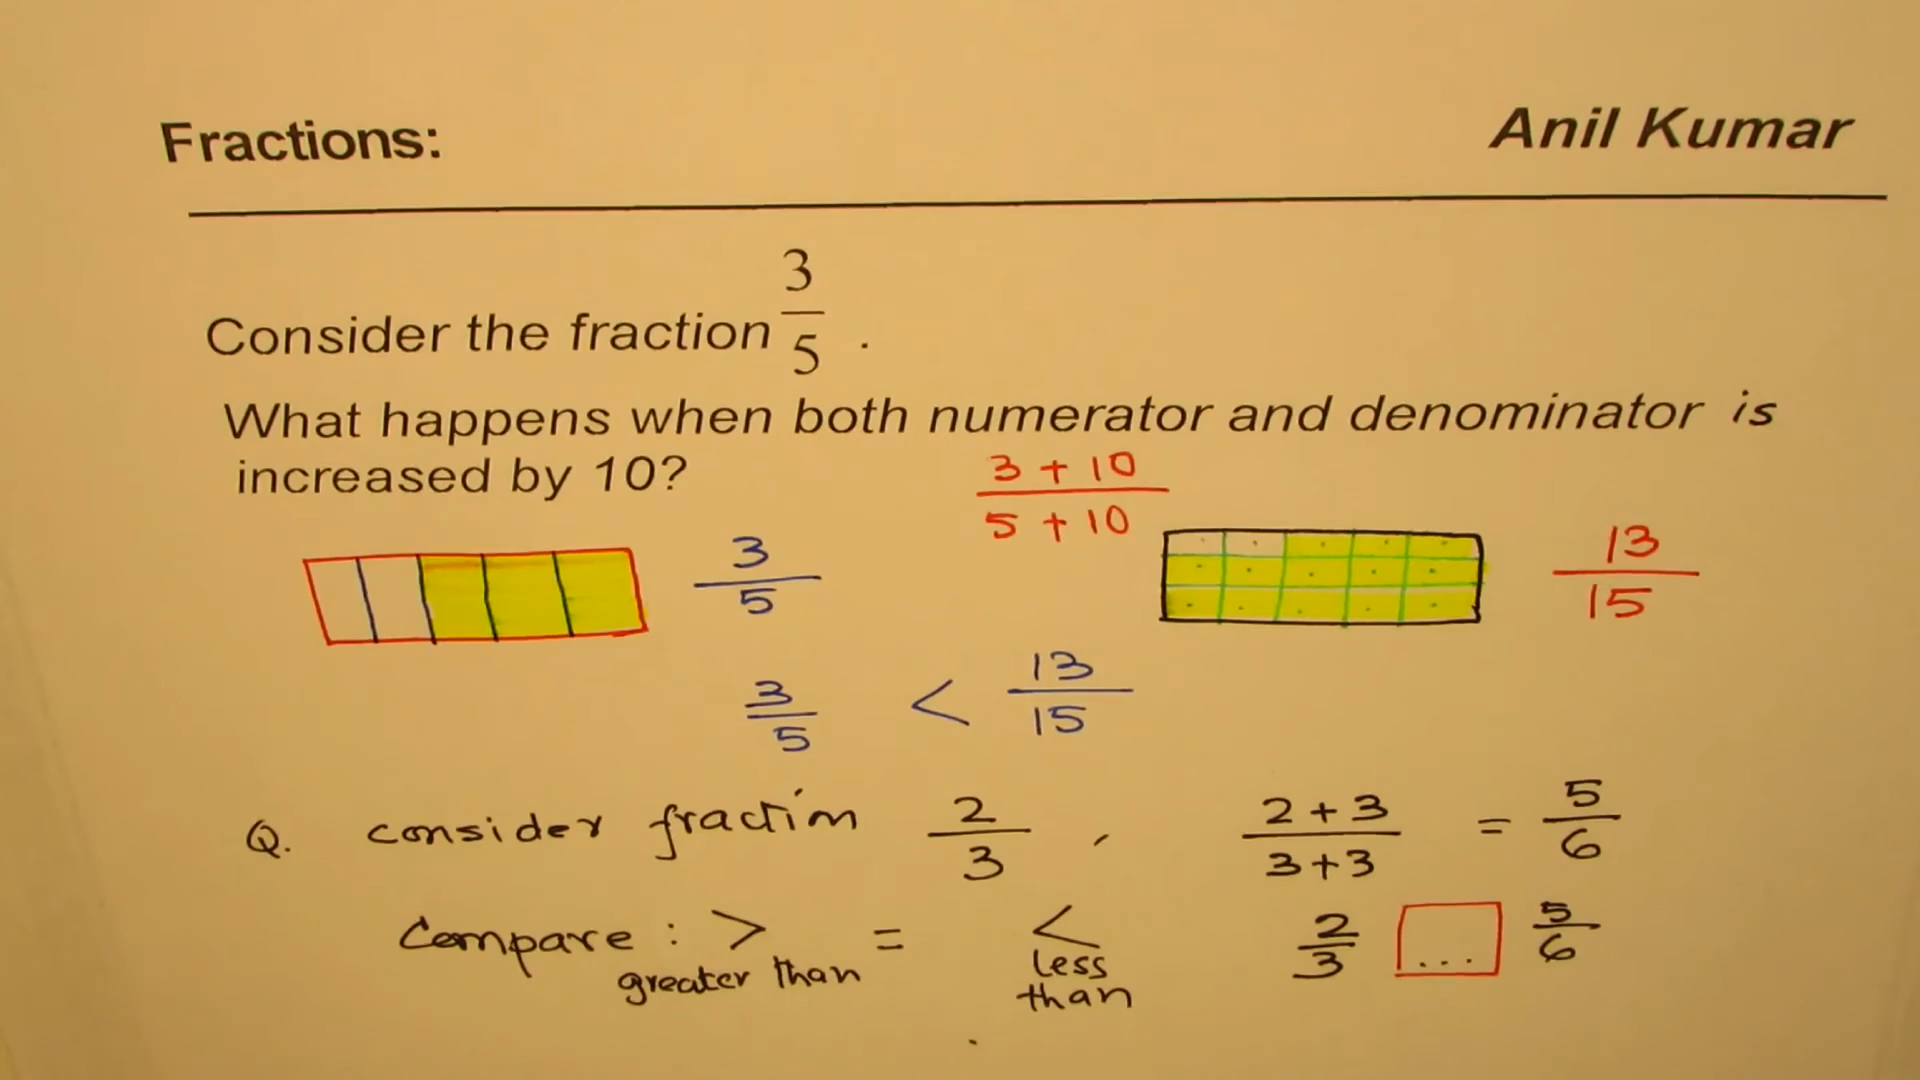 Fractions:
Anil Kumar
Consider the fraction 3/5 .
What happens when both numerator and denominator is
increased by 10?
3 + 10
5 + 10
3/5
13/15
3/5 < 13/15
Q. consider fraction 2/3 , 2+3/3+3 = 5/6
Compare : > = < 2/3 ... 5/6
greater than
less
than